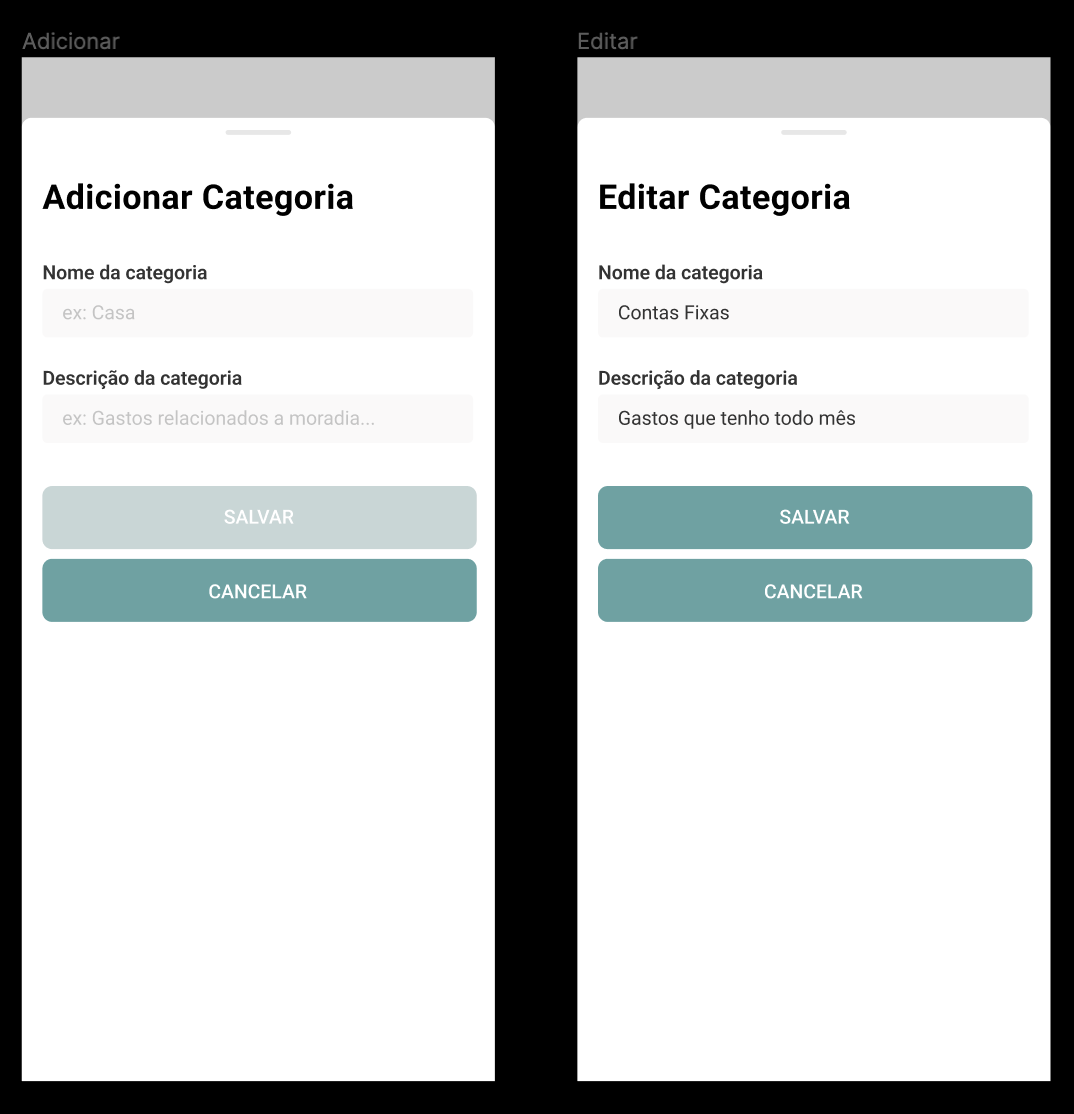 Adicionar
Adicionar Categoria
Nome da categoria
ex: Casa
Descrição da categoria
ex: Gastos relacionados a moradia...
SALVAR
CANCELAR
Editar
Editar Categoria
Nome da categoria
Contas Fixas
Descrição da categoria
Gastos que tenho todo mês
SALVAR
CANCELAR